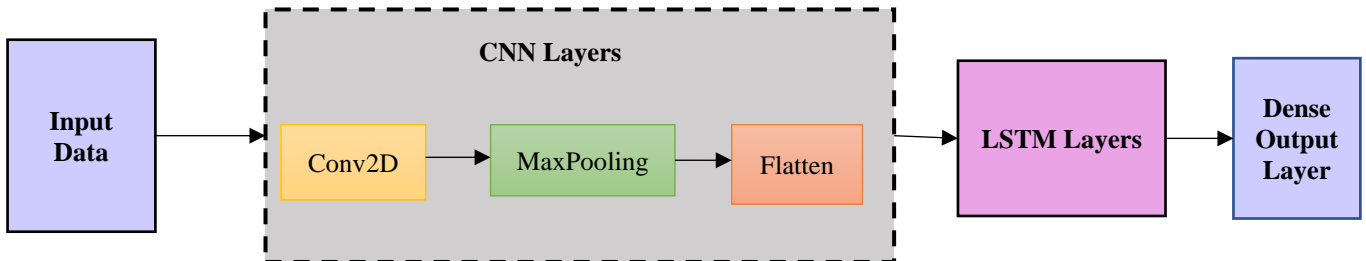 CNN Layers
Input
Data
Conv2D
MaxPooling
Flatten
LSTM Layers
Dense
Output
Layer